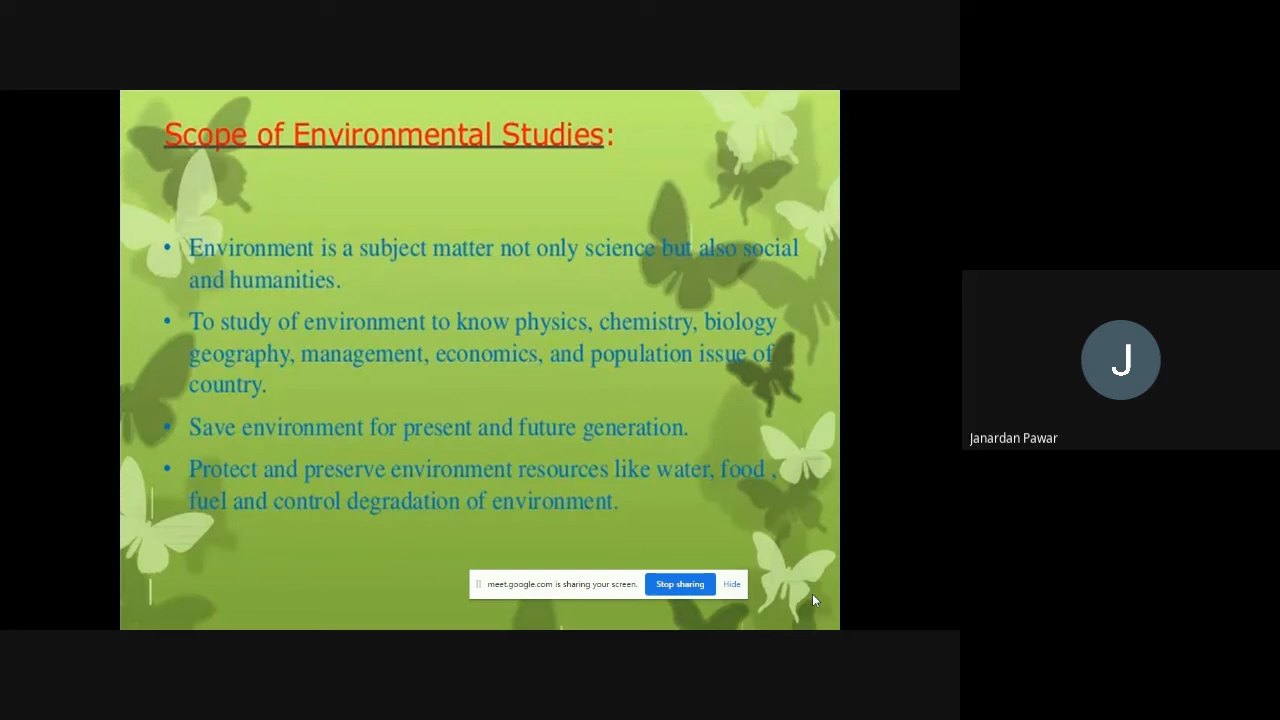 Scope of Environmental Studies:
• Environment is a subject matter not only science but also social
and humanities.
• To study of environment to know physics, chemistry, biology
geography, management, economics, and population issue of
country.
• Save environment for present and future generation.
• Protect and preserve environment resources like water, food ,
fuel and control degradation of environment.
meet.google.com is sharing your screen. Stop sharing Hide
J
Janardan Pawar